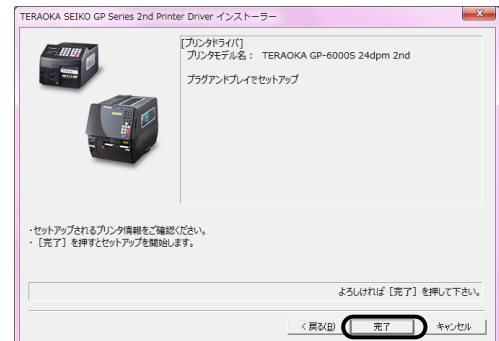 TERAOKA SEIKO GP Series 2nd Printer Driver インストーラー
[プリンタドライバ]
プリンタモデル名： TERAOKA GP-6000S 24dpm 2nd
プラグアンドプレイでセットアップ
・セットアップされるプリンタ情報をご確認ください。
・［完了］を押すとセットアップを開始します。
よろしければ［完了］を押して下さい。
< 戻る(B)
完了
キャンセル